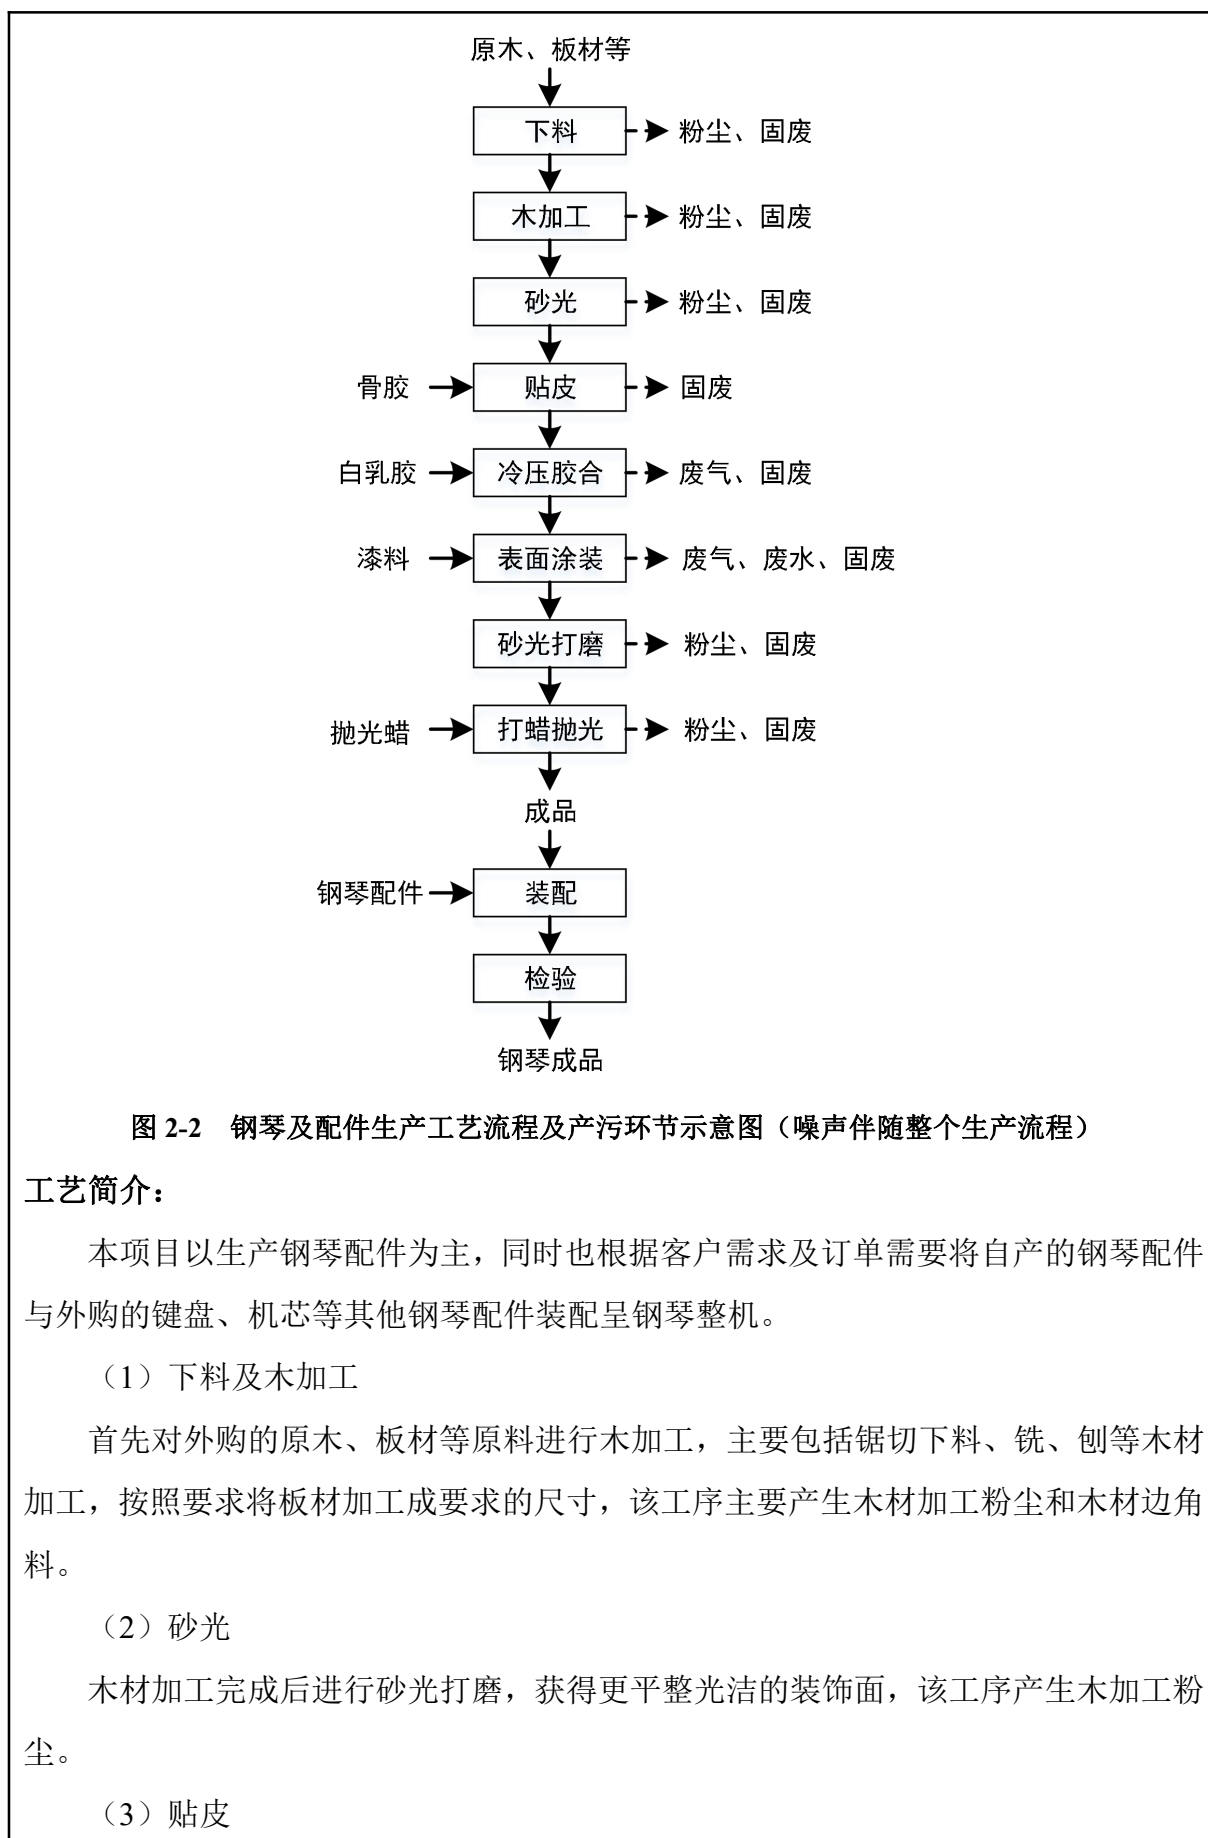 原木、板材等
下料
粉尘、固废
木加工
粉尘、固废
砂光
粉尘、固废
骨胶
贴皮
固废
白乳胶
冷压胶合
废气、固废
漆料
表面涂装
废气、废水、固废
砂光打磨
粉尘、固废
抛光蜡
打蜡抛光
粉尘、固废
成品
钢琴配件
装配
检验
钢琴成品
图 2-2 钢琴及配件生产工艺流程及产污环节示意图（噪声伴随整个生产流程）
工艺简介：
本项目以生产钢琴配件为主，同时也根据客户需求及订单需要将自产的钢琴配件
与外购的键盘、机芯等其他钢琴配件装配呈钢琴整机。
（1）下料及木加工
首先对外购的原木、板材等原料进行木加工，主要包括锯切下料、铣、刨等木材
加工，按照要求将板材加工成要求的尺寸，该工序主要产生木材加工粉尘和木材边角
料。
（2）砂光
木材加工完成后进行砂光打磨，获得更平整光洁的装饰面，该工序产生木加工粉
尘。
（3）贴皮